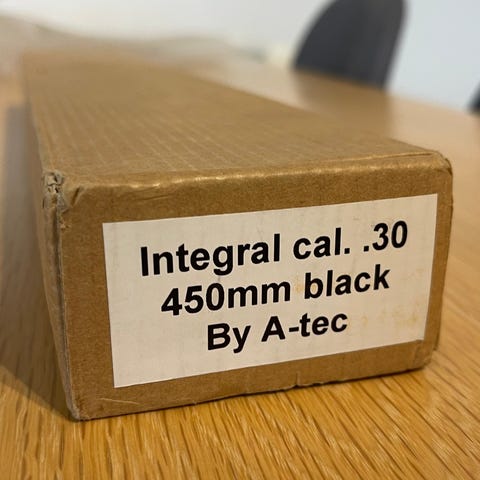 Integral cal. .30
450mm black
By A-tec